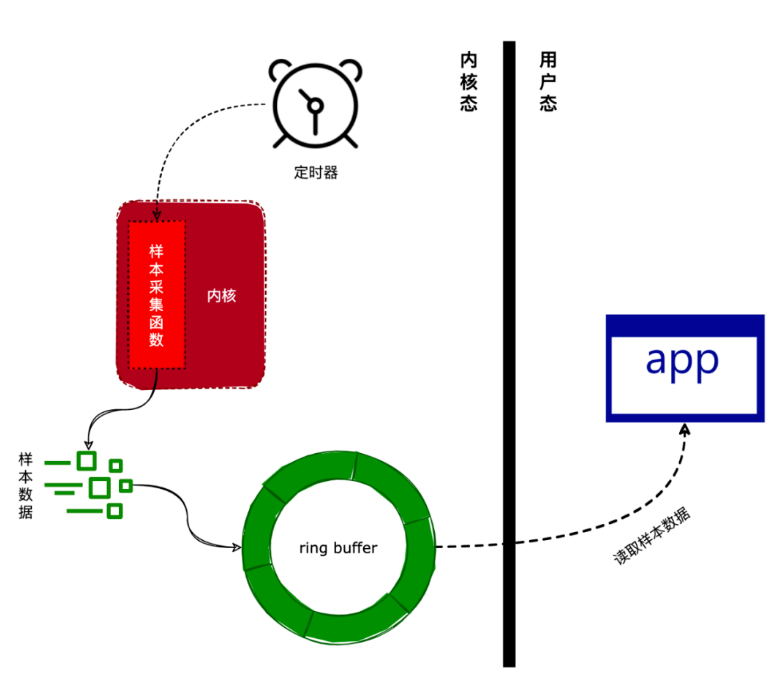 内核态
用户态
定时器
样本采集函数
内核
app
样本数据
ring buffer
读取样本数据